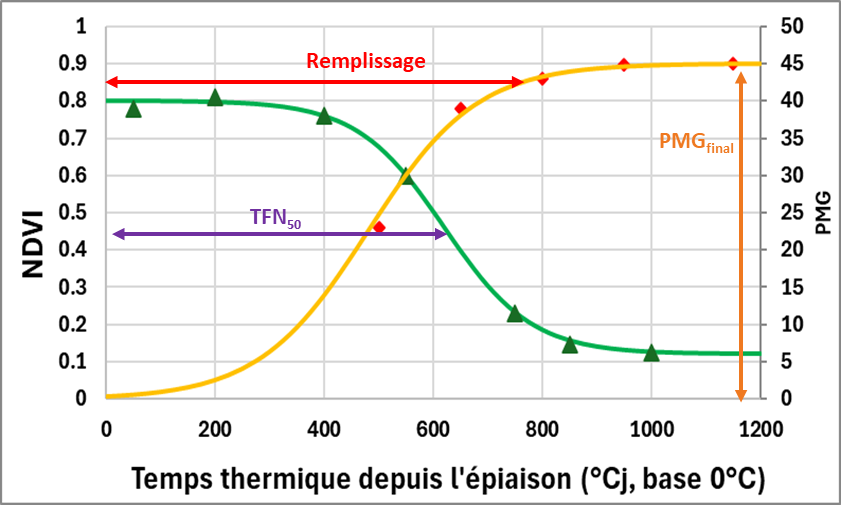 1 50
0.9 45
0.8 40
0.7 35
0.6 30
0.5 25
0.4 20
0.3 15
0.2 10
0.1 5
0 0
Remplissage
PMGfinal
TFN50
NDVI
PMG
0 200 400 600 800 1000 1200
Temps thermique depuis l'épiaison (°Cj, base 0°C)